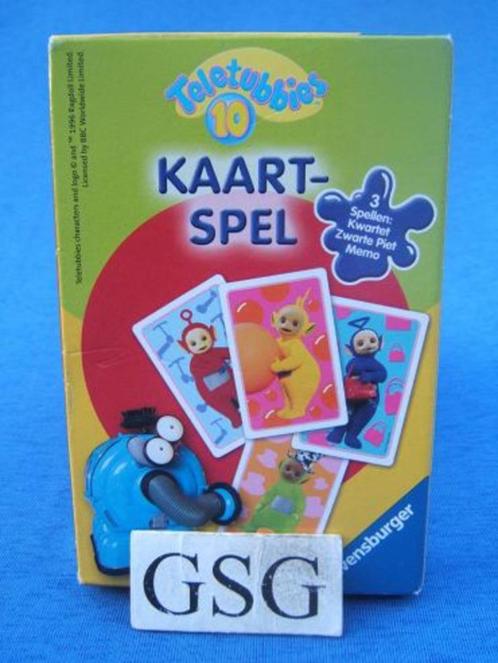 Teletubbies
10
KAART-
SPEL
3
Spellen:
Kwartet
Zwarte Piet
Memo
Teletubbies characters and logo © and ™ 1996 Ragdoll Limited.
Licensed by BBC Worldwide Limited.
vensburger
GSG